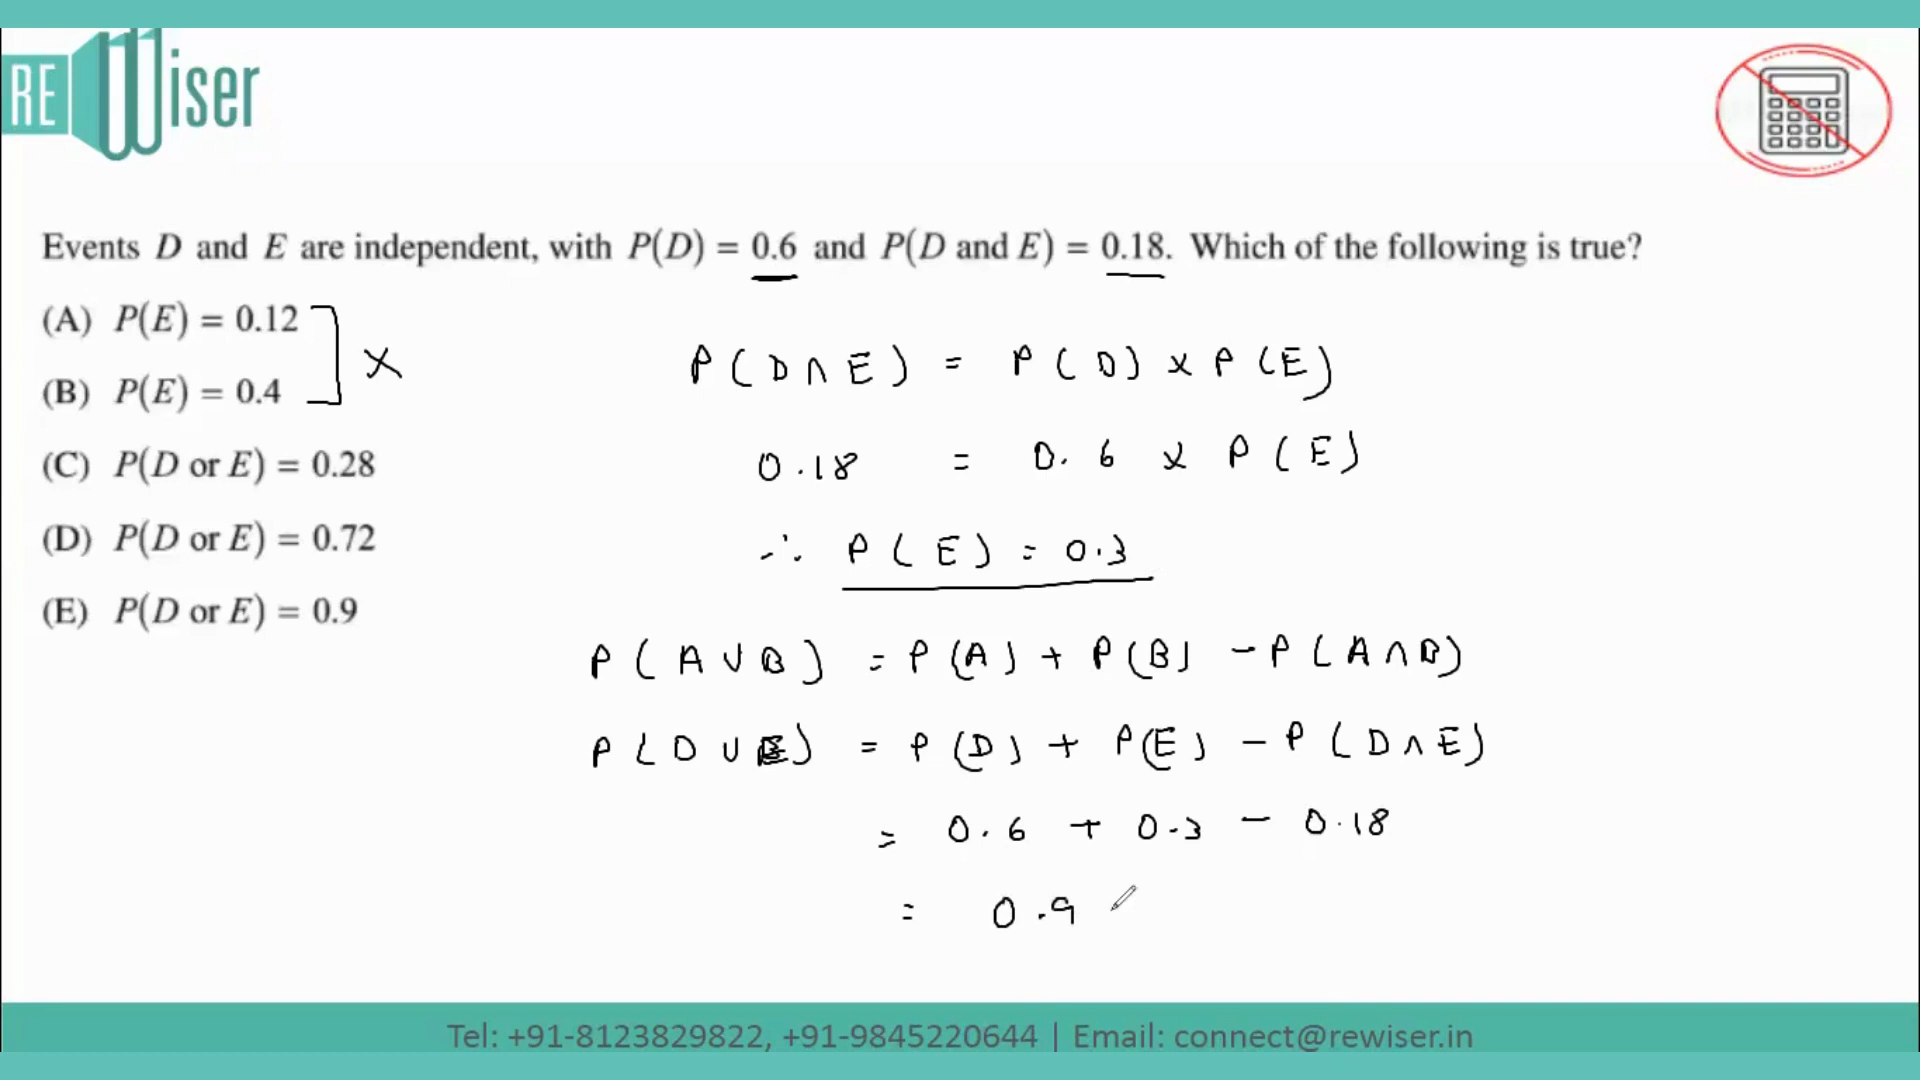 REWiser
Events D and E are independent, with P(D) = 0.6 and P(D and E) = 0.18. Which of the following is true?
(A) P(E) = 0.12
(B) P(E) = 0.4
(C) P(D or E) = 0.28
(D) P(D or E) = 0.72
(E) P(D or E) = 0.9
X
P(D∩E) = P(D) x P(E)
0.18 = 0.6 x P(E)
∴ P(E) = 0.3
P(A∪B) = P(A) + P(B) - P(A∩B)
P(D∪E) = P(D) + P(E) - P(D∩E)
= 0.6 + 0.3 - 0.18
= 0.9
Tel: +91-8123829822, +91-9845220644 | Email: connect@rewiser.in